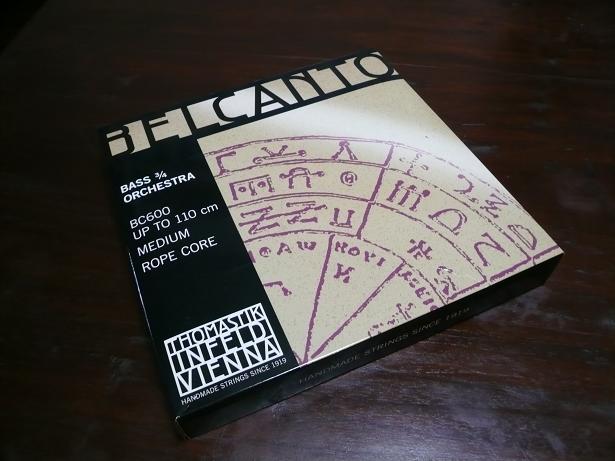 BELCANTO
BASS ¾
ORCHESTRA
BC600
UP TO 110 cm
MEDIUM
ROPE CORE
THOMASTIK
INFELD
VIENNA
HANDMADE STRINGS SINCE 1919
HANDMADE STRINGS SINCE 1919